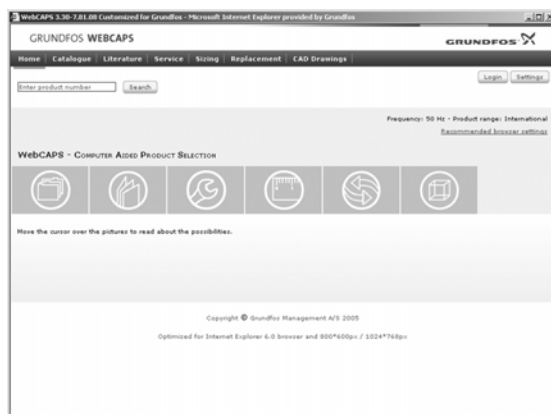 WebCAPS 3.30-7.01.08 Customized for Grundfos - Microsoft Internet Explorer provided by Grundfos
GRUNDFOS WEBCAPS
GRUNDFOS
Home Catalogue Literature Service Sizing Replacement CAD Drawings
Login Settings
Enter product number Search
Frequency: 50 Hz - Product range: International
Recommended browser settings
WebCAPS - Computer Aided Product Selection
Move the cursor over the pictures to read about the possibilities.
Copyright © Grundfos Management A/S 2005
Optimized for Internet Explorer 6.0 browser and 800*600px / 1024*768px